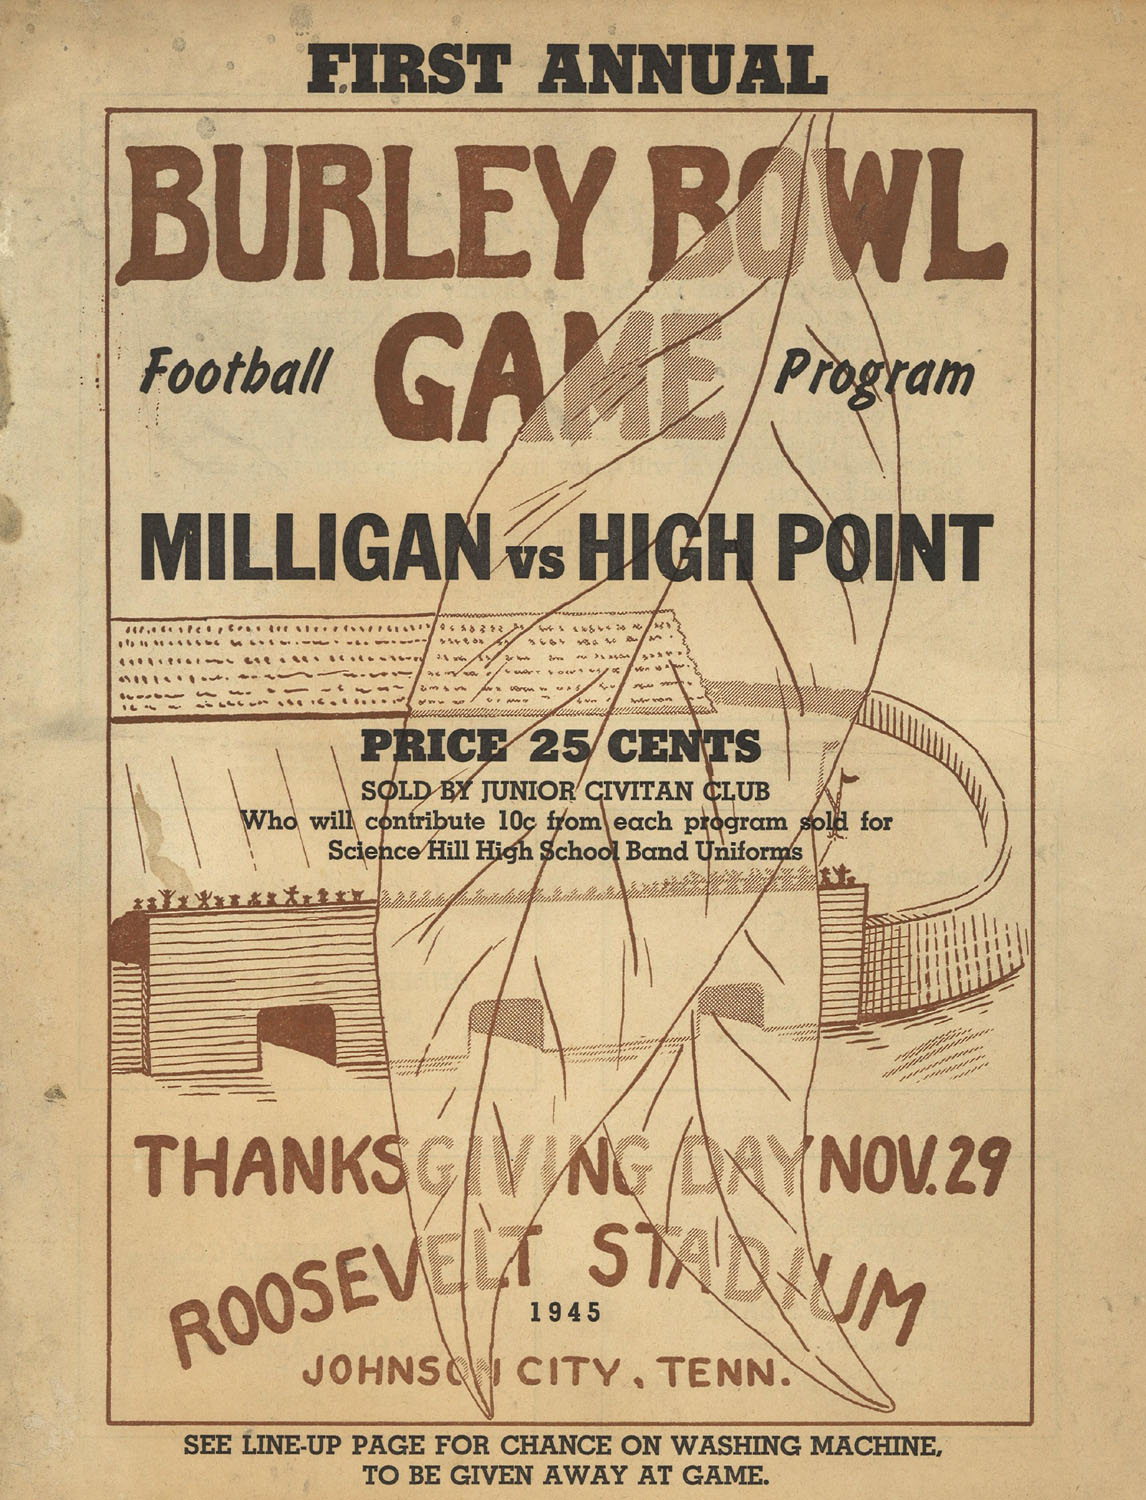 FIRST ANNUAL
BURLEY BOWL
GAME
Football Program
MILLIGAN vs HIGH POINT
PRICE 25 CENTS
SOLD BY JUNIOR CIVITAN CLUB
Who will contribute 10c from each program sold for
Science Hill High School Band Uniforms
THANKSGIVING DAY NOV. 29
ROOSEVELT STADIUM
1945
JOHNSON CITY, TENN.
SEE LINE-UP PAGE FOR CHANCE ON WASHING MACHINE,
TO BE GIVEN AWAY AT GAME.